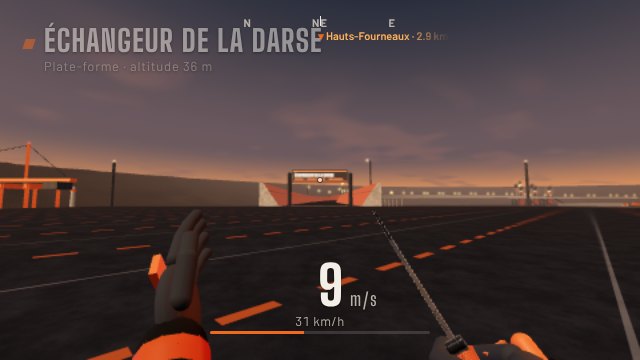 N NE E
ÉCHANGEUR DE LA DARSE
Hauts-Fourneaux · 2.9 km
Plate-forme · altitude 36 m
9 m/s
31 km/h